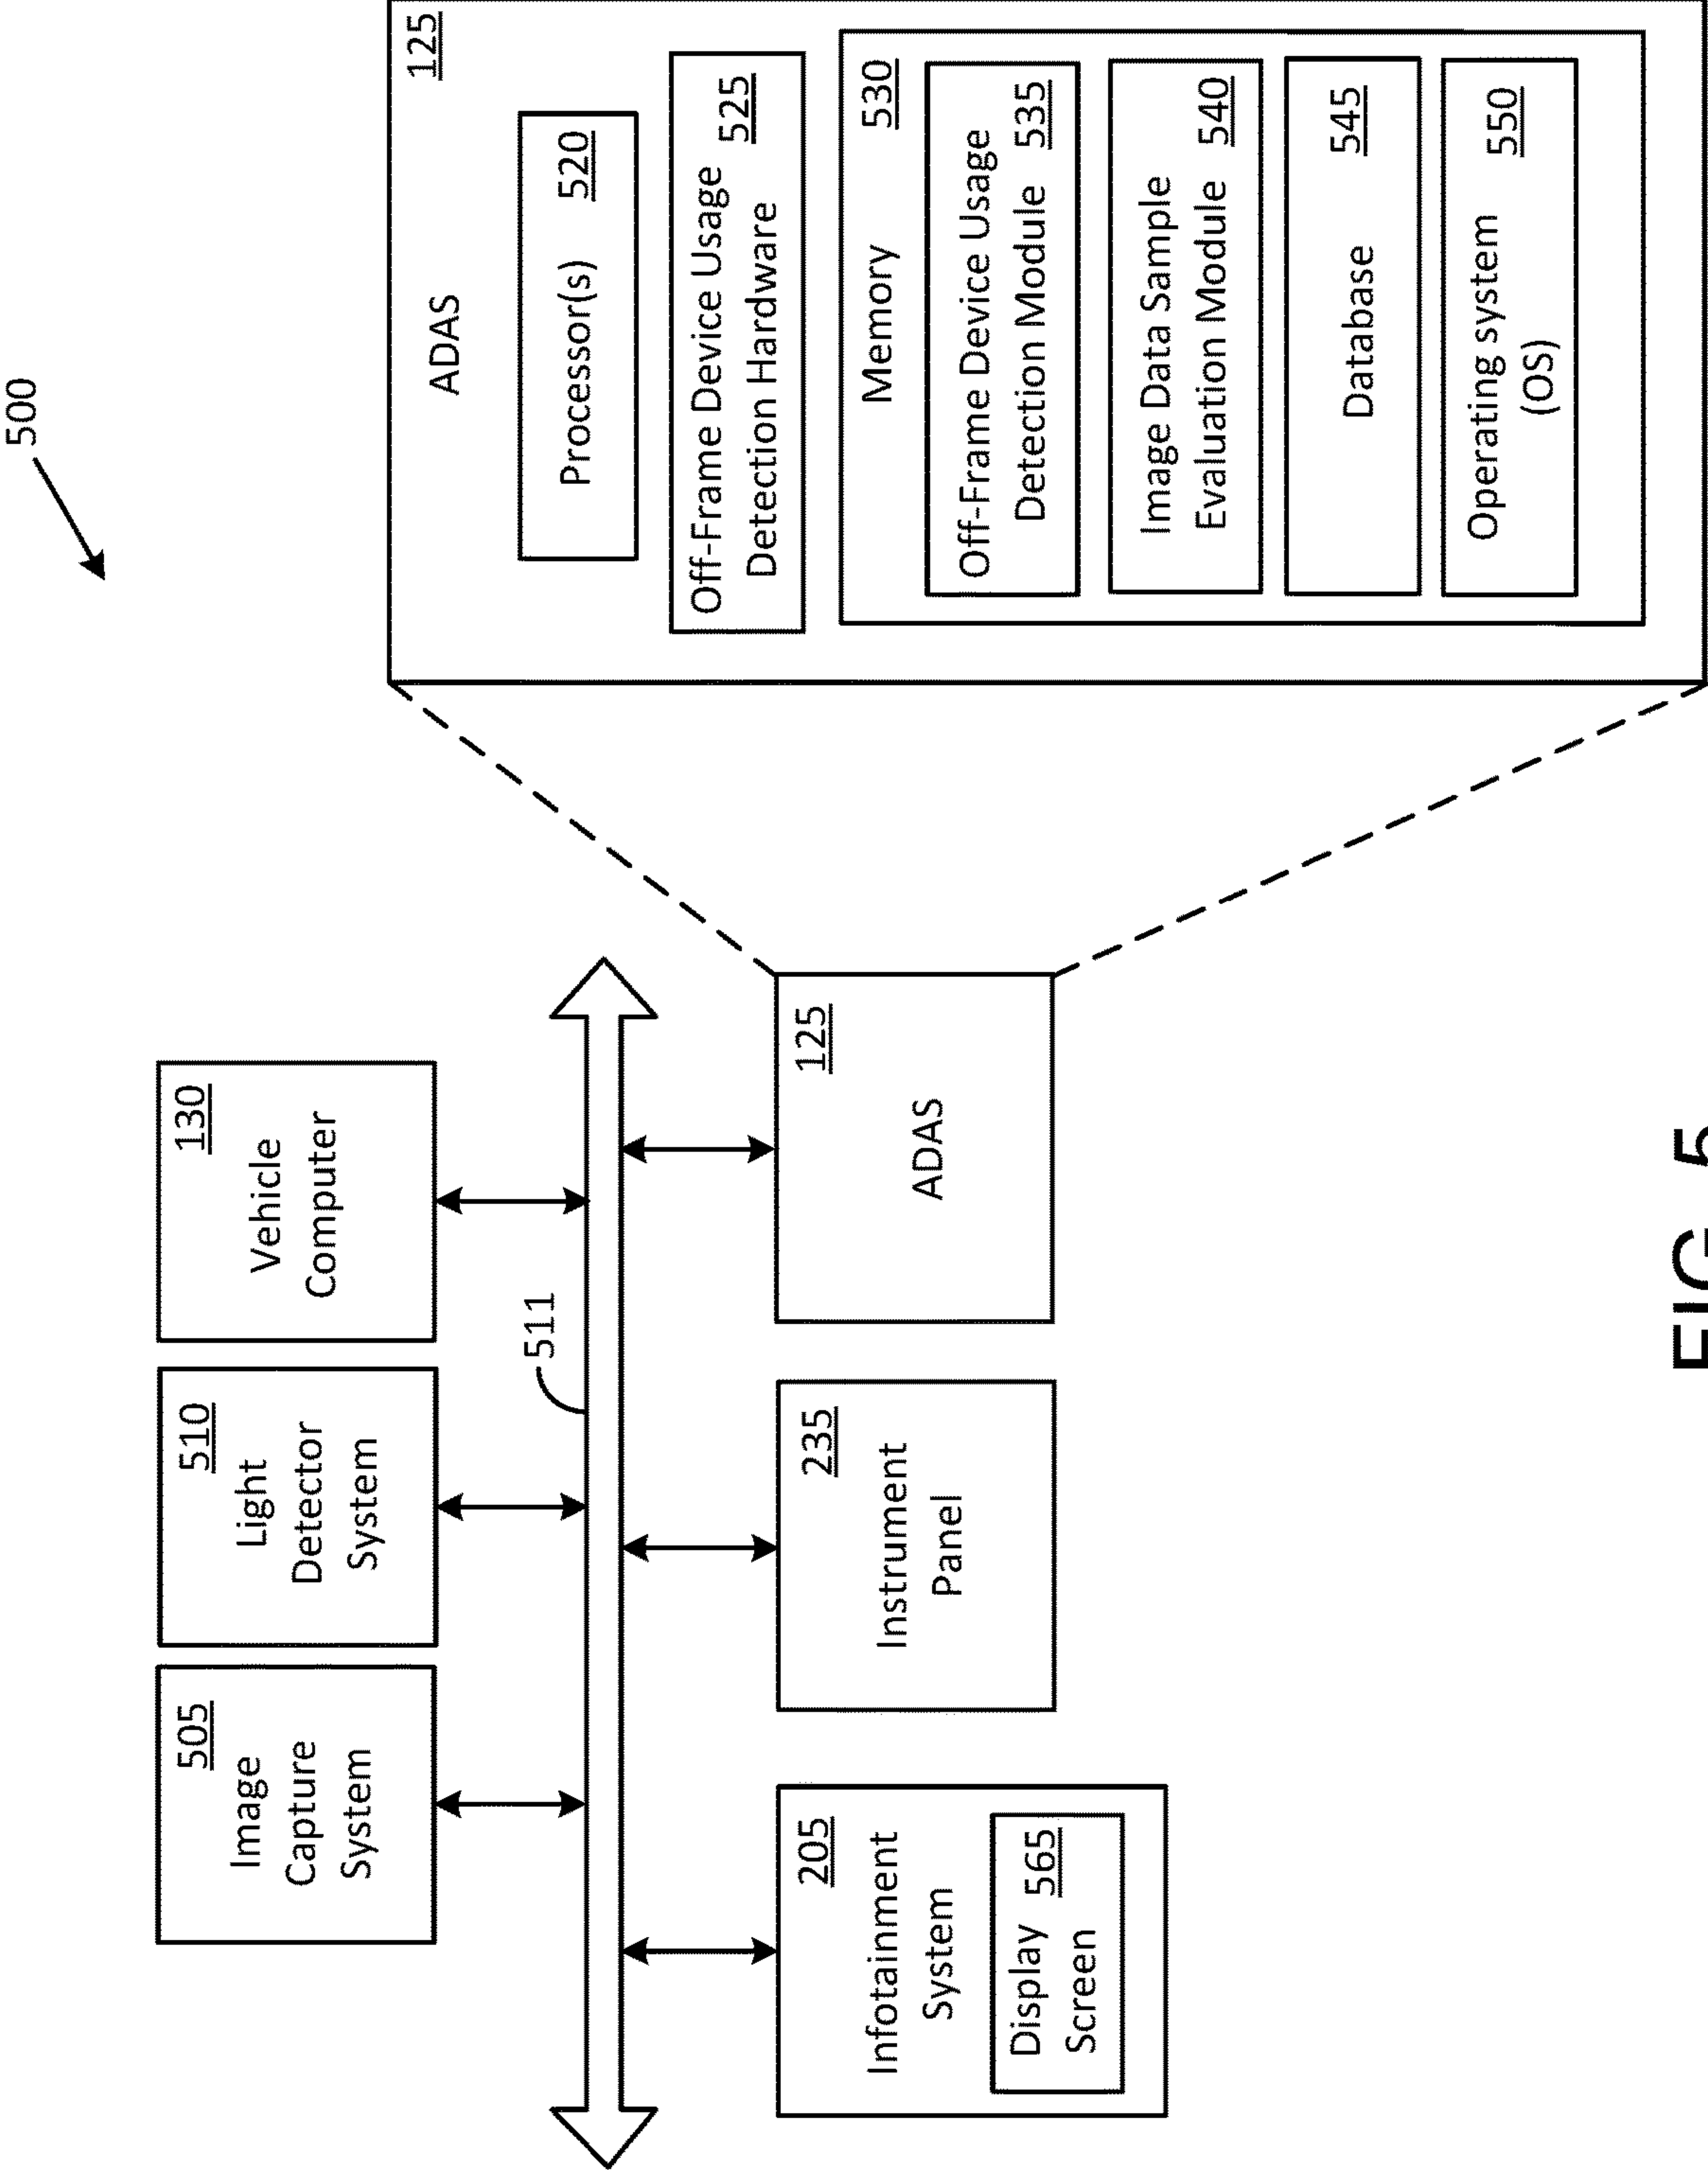 500
505
Image
Capture
System
510
Light
Detector
System
130
Vehicle
Computer
511
205
Infotainment
System
Display 565
Screen
235
Instrument
Panel
125
ADAS
125
ADAS
Processor(s) 520
Off-Frame Device Usage
Detection Hardware 525
Memory 530
Off-Frame Device Usage
Detection Module 535
Image Data Sample
Evaluation Module 540
Database 545
Operating system 550
(OS)
FIG 5